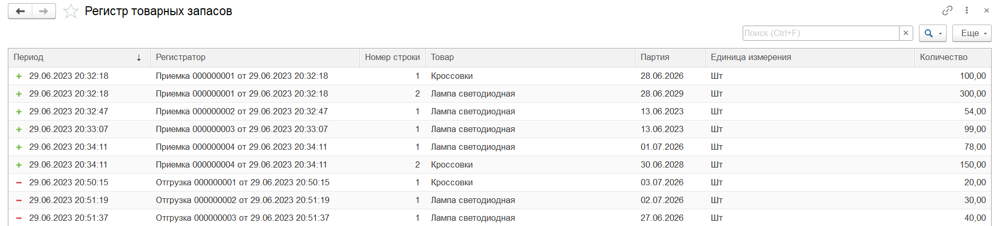 Регистр товарных запасов
Поиск (Ctrl+F)
Еще
Период Регистратор Номер строки Товар Партия Единица измерения Количество
29.06.2023 20:32:18 Приемка 000000001 от 29.06.2023 20:32:18 1 Кроссовки 28.06.2026 Шт 100,00
29.06.2023 20:32:18 Приемка 000000001 от 29.06.2023 20:32:18 2 Лампа светодиодная 28.06.2029 Шт 300,00
29.06.2023 20:32:47 Приемка 000000002 от 29.06.2023 20:32:47 1 Лампа светодиодная 13.06.2023 Шт 54,00
29.06.2023 20:33:07 Приемка 000000003 от 29.06.2023 20:33:07 1 Лампа светодиодная 13.06.2023 Шт 99,00
29.06.2023 20:34:11 Приемка 000000004 от 29.06.2023 20:34:11 1 Лампа светодиодная 01.07.2026 Шт 78,00
29.06.2023 20:34:11 Приемка 000000004 от 29.06.2023 20:34:11 2 Кроссовки 30.06.2028 Шт 150,00
29.06.2023 20:50:15 Отгрузка 000000001 от 29.06.2023 20:50:15 1 Кроссовки 03.07.2026 Шт 20,00
29.06.2023 20:51:19 Отгрузка 000000002 от 29.06.2023 20:51:19 1 Лампа светодиодная 02.07.2026 Шт 30,00
29.06.2023 20:51:37 Отгрузка 000000003 от 29.06.2023 20:51:37 1 Лампа светодиодная 27.06.2026 Шт 40,00